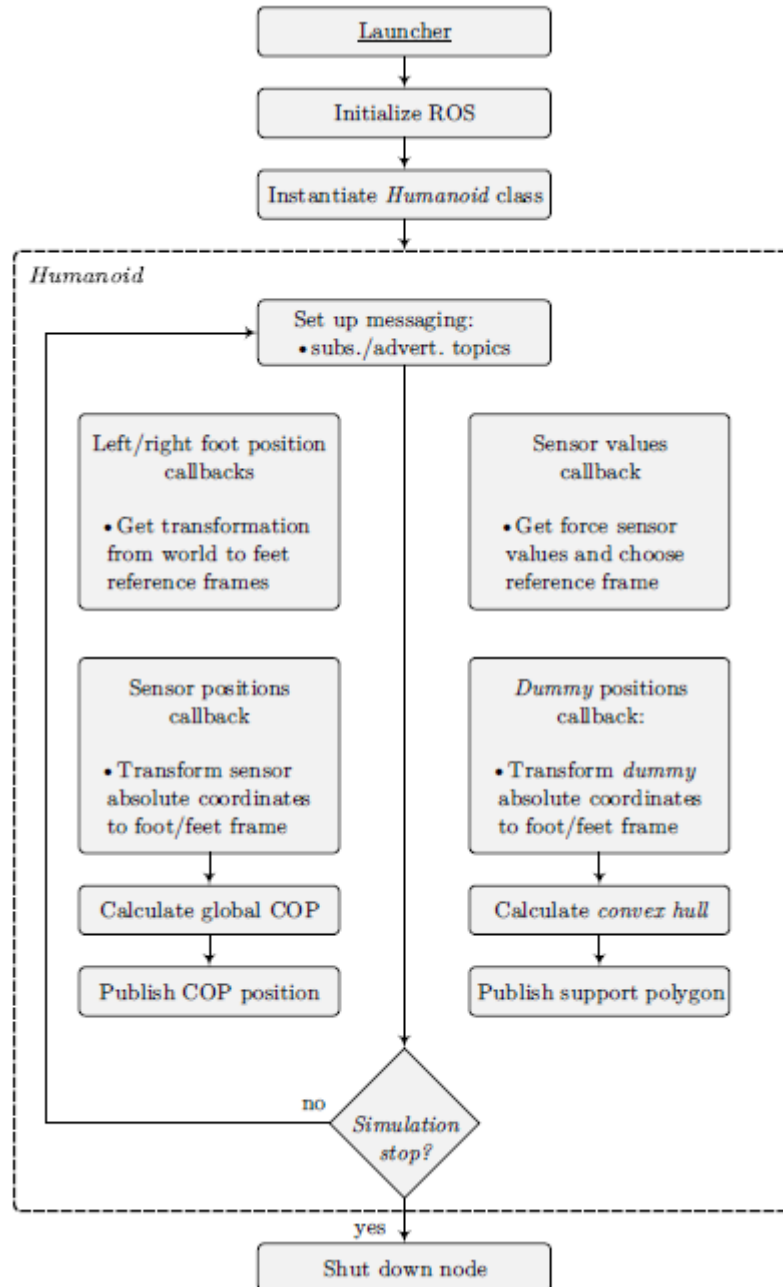 Launcher
Initialize ROS
Instantiate Humanoid class
Humanoid
Set up messaging:
• subs./advert. topics
Left/right foot position
callbacks
• Get transformation
from world to feet
reference frames
Sensor values
callback
• Get force sensor
values and choose
reference frame
Sensor positions
callback
• Transform sensor
absolute coordinates
to foot/feet frame
Dummy positions
callback:
• Transform dummy
absolute coordinates
to foot/feet frame
Calculate global COP
Calculate convex hull
Publish COP position
Publish support polygon
no
Simulation
stop?
yes
Shut down node